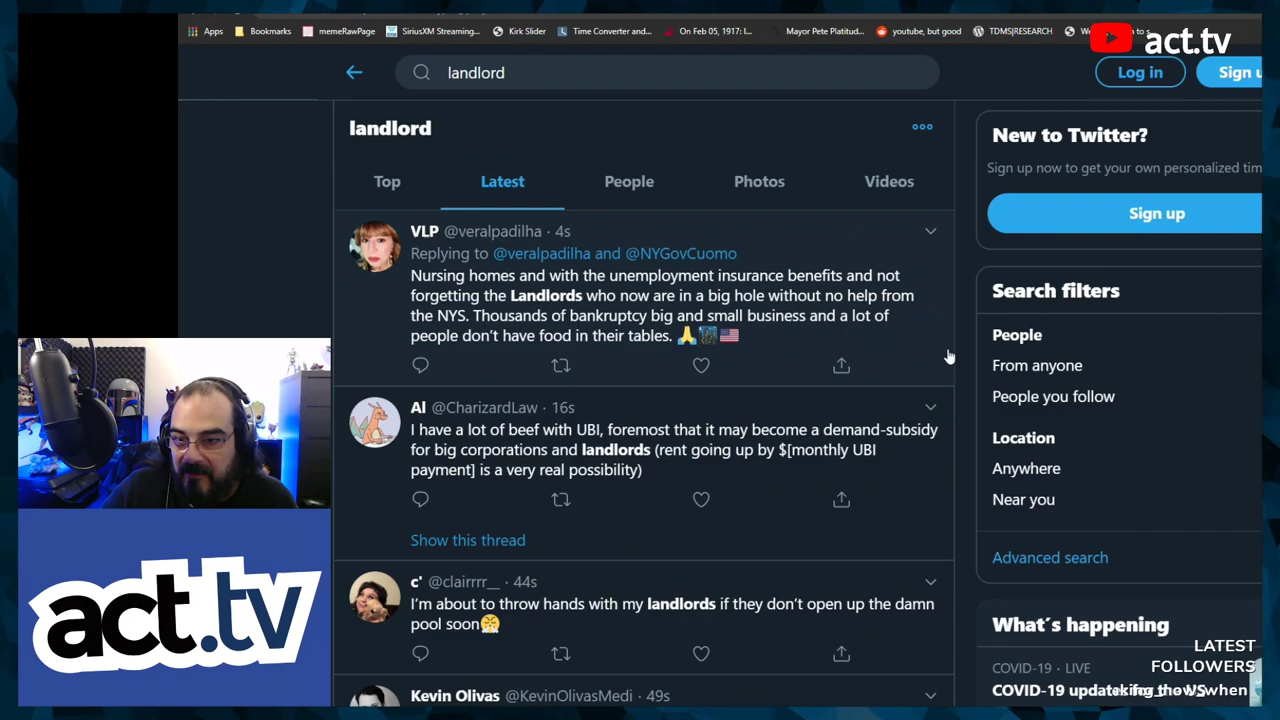 Apps
Bookmarks
memeRawPage
SiriusXM Streaming...
Kirk Slider
Time Converter and...
On Feb 05, 1917: I...
Mayor Pete Platitud...
youtube, but good
TDMS|RESEARCH
act.tv
landlord
Log in
Sign u
landlord
Top
Latest
People
Photos
Videos
VLP @veralpadilha · 4s
Replying to @veralpadilha and @NYGovCuomo
Nursing homes and with the unemployment insurance benefits and not
forgetting the Landlords who now are in a big hole without no help from
the NYS. Thousands of bankruptcy big and small business and a lot of
people don’t have food in their tables. 🙏🌃🇺🇸
Al @CharizardLaw · 16s
I have a lot of beef with UBI, foremost that it may become a demand-subsidy
for big corporations and landlords (rent going up by $[monthly UBI
payment] is a very real possibility)
Show this thread
c' @clairrrr__ · 44s
I’m about to throw hands with my landlords if they don’t open up the damn
pool soon😤
Kevin Olivas @KevinOlivasMedi · 49s
New to Twitter?
Sign up now to get your own personalized tim
Sign up
Search filters
People
From anyone
People you follow
Location
Anywhere
Near you
Advanced search
What's happening
COVID-19 · LIVE
COVID-19
LATEST
FOLLOWERS
when
act.tv